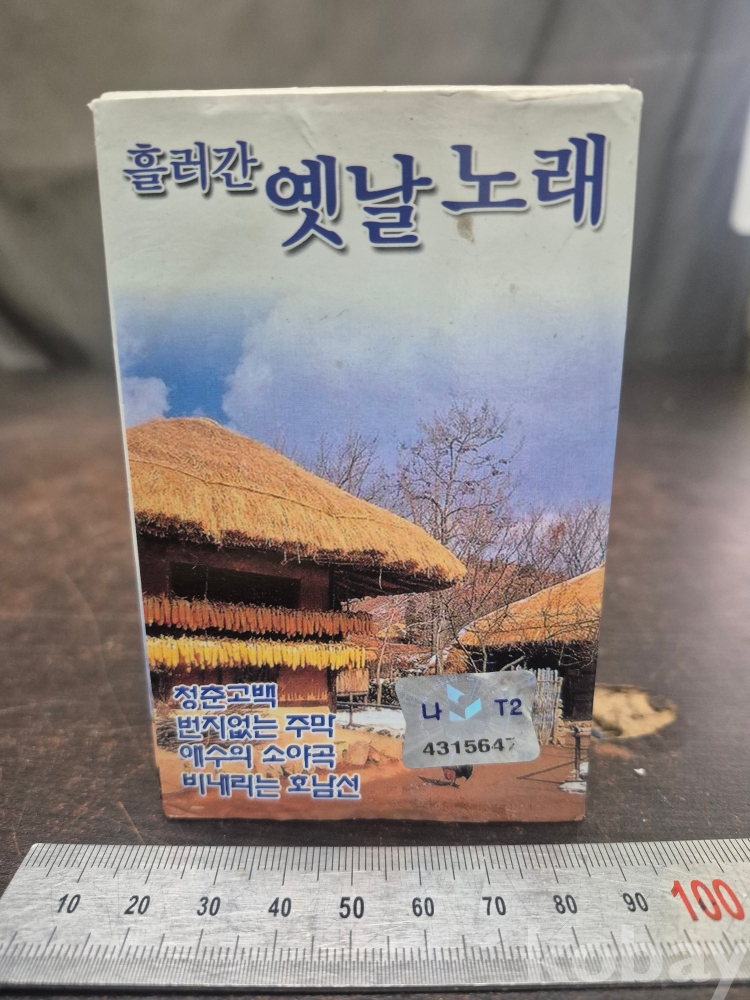 흘러간 옛날 노래
청춘고백
번지없는 주막
애수의 소야곡
비내리는 호남선
나 T2
4315647
10 20 30 40 50 60 70 80 90 100
kobay